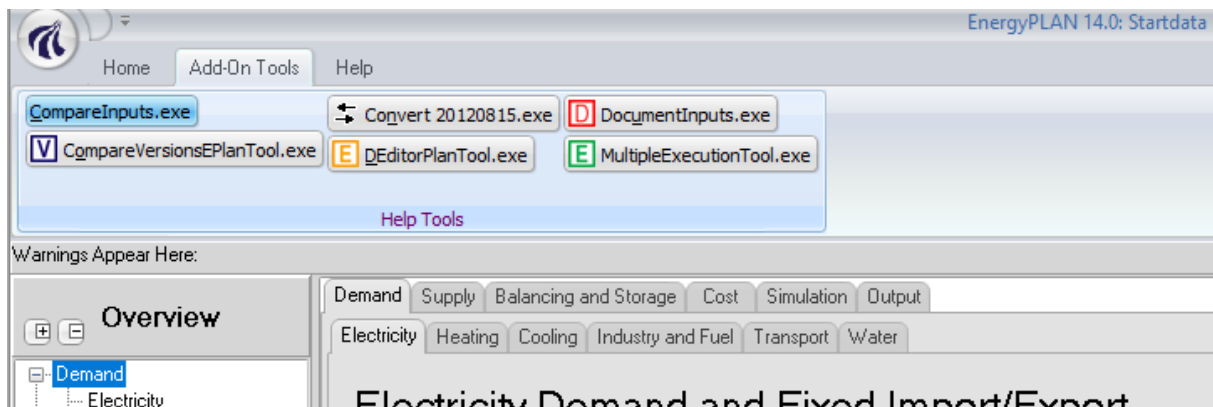 EnergyPLAN 14.0: Startdata
Home Add-On Tools Help
CompareInputs.exe Convert 20120815.exe D DocumentInputs.exe
V CompareVersionsEPlanTool.exe E DEditorPlanTool.exe E MultipleExecutionTool.exe
Help Tools
Warnings Appear Here:
Overview
Demand Supply Balancing and Storage Cost Simulation Output
Electricity Heating Cooling Industry and Fuel Transport Water
Demand
Electricity
Electricity Demand and Fixed Import/Export